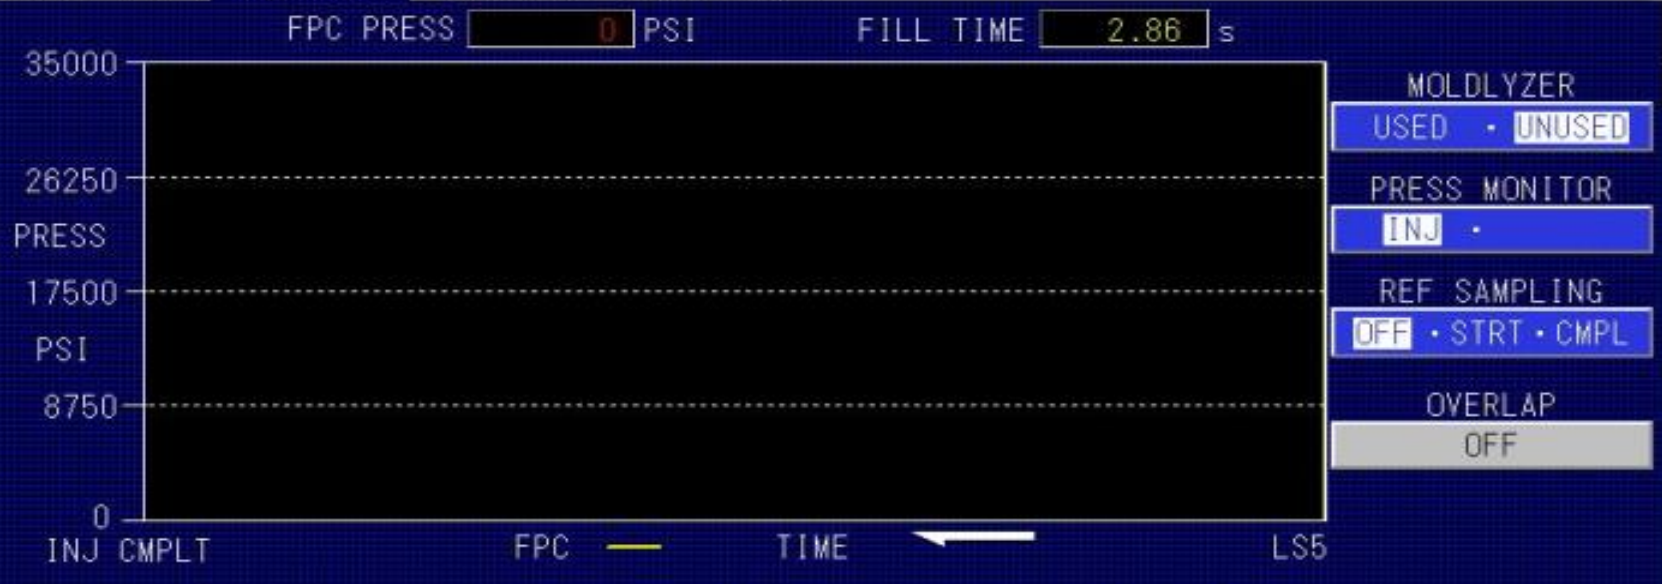 FPC PRESS 0 PSI FILL TIME 2.86 s
35000
MOLDLYZER
USED · UNUSED
26250
PRESS MONITOR
PRESS
INJ ·
17500
REF SAMPLING
OFF · STRT · CMPL
PSI
8750
OVERLAP
OFF
0
INJ CMPLT FPC TIME LS5